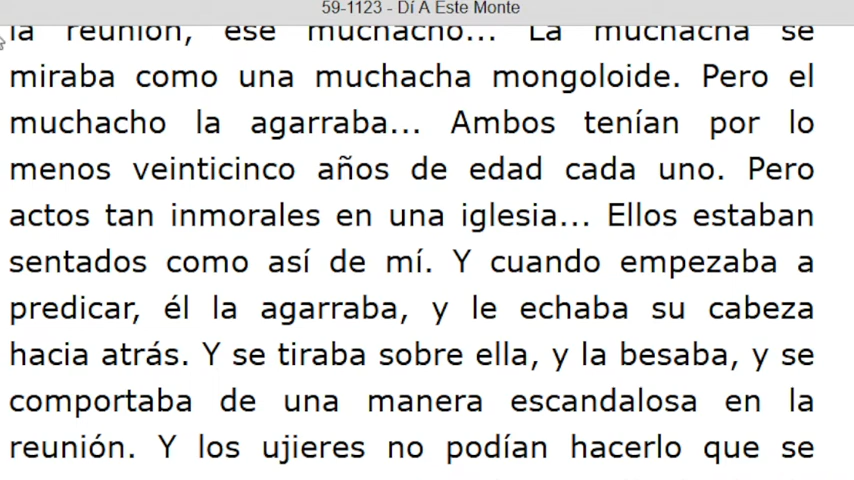 59-1123 - Dí A Este Monte
la reunión, ese muchacho... La muchacha se
miraba como una muchacha mongoloide. Pero el
muchacho la agarraba... Ambos tenían por lo
menos veinticinco años de edad cada uno. Pero
actos tan inmorales en una iglesia... Ellos estaban
sentados como así de mí. Y cuando empezaba a
predicar, él la agarraba, y le echaba su cabeza
hacia atrás. Y se tiraba sobre ella, y la besaba, y se
comportaba de una manera escandalosa en la
reunión. Y los ujieres no podían hacerlo que se